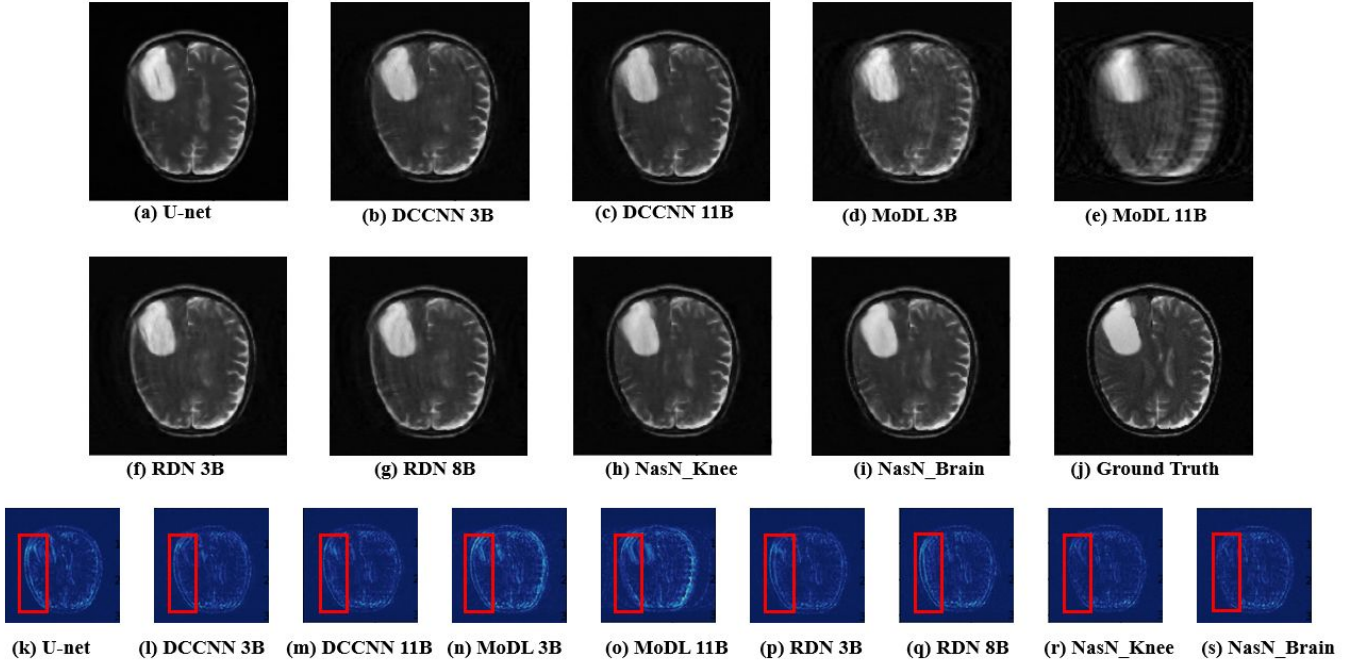 (a) U-net (b) DCCNN 3B (c) DCCNN 11B (d) MoDL 3B (e) MoDL 11B
(f) RDN 3B (g) RDN 8B (h) NasN_Knee (i) NasN_Brain (j) Ground Truth
(k) U-net (l) DCCNN 3B (m) DCCNN 11B (n) MoDL 3B (o) MoDL 11B (p) RDN 3B (q) RDN 8B (r) NasN_Knee (s) NasN_Brain